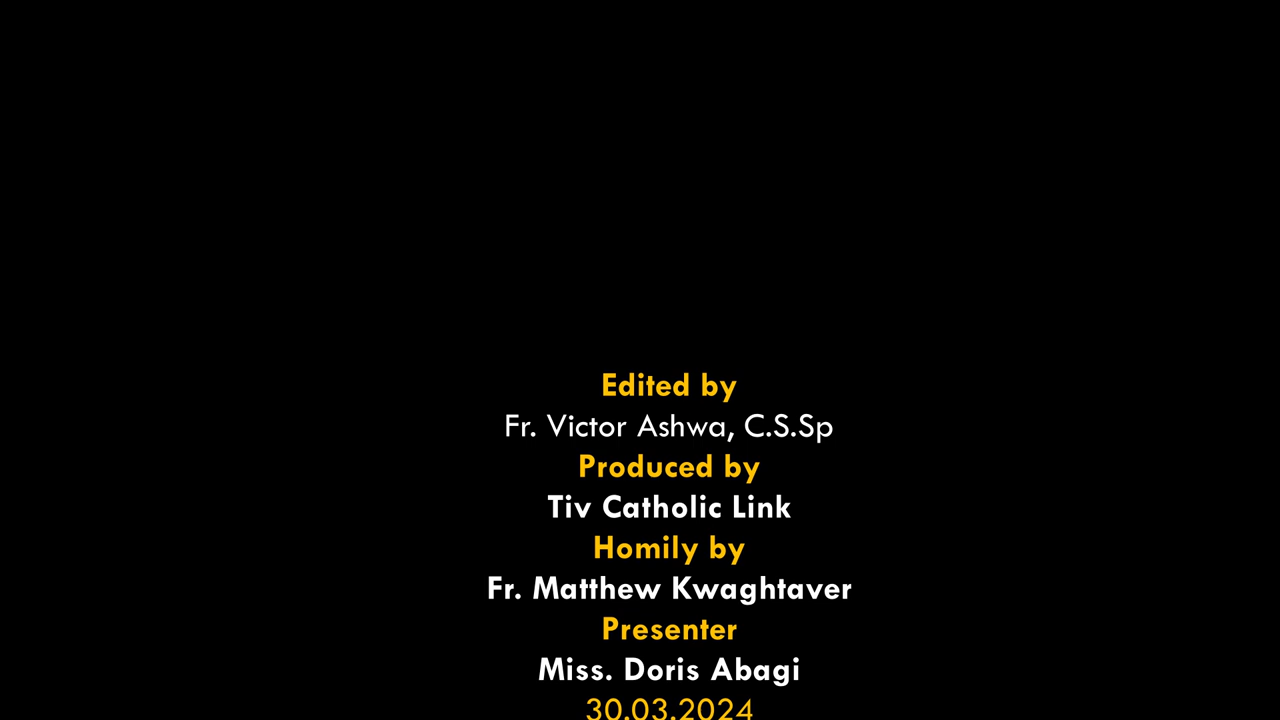 Edited by
Fr. Victor Ashwa, C.S.Sp
Produced by
Tiv Catholic Link
Homily by
Fr. Matthew Kwaghtaver
Presenter
Miss. Doris Abagi
30.03.2024